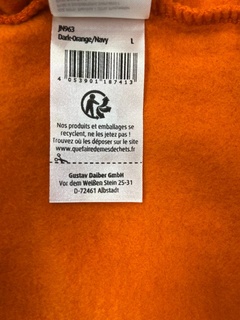 JN963
Dark-Orange/Navy L
4 053901 187413
Nos produits et emballages se
recyclent, ne les jetez pas !
Trouvez où les déposer sur le site
www.quefairedemesdechets.fr
Gustav Daiber GmbH
Vor dem Weißen Stein 25-31
D-72461 Albstadt